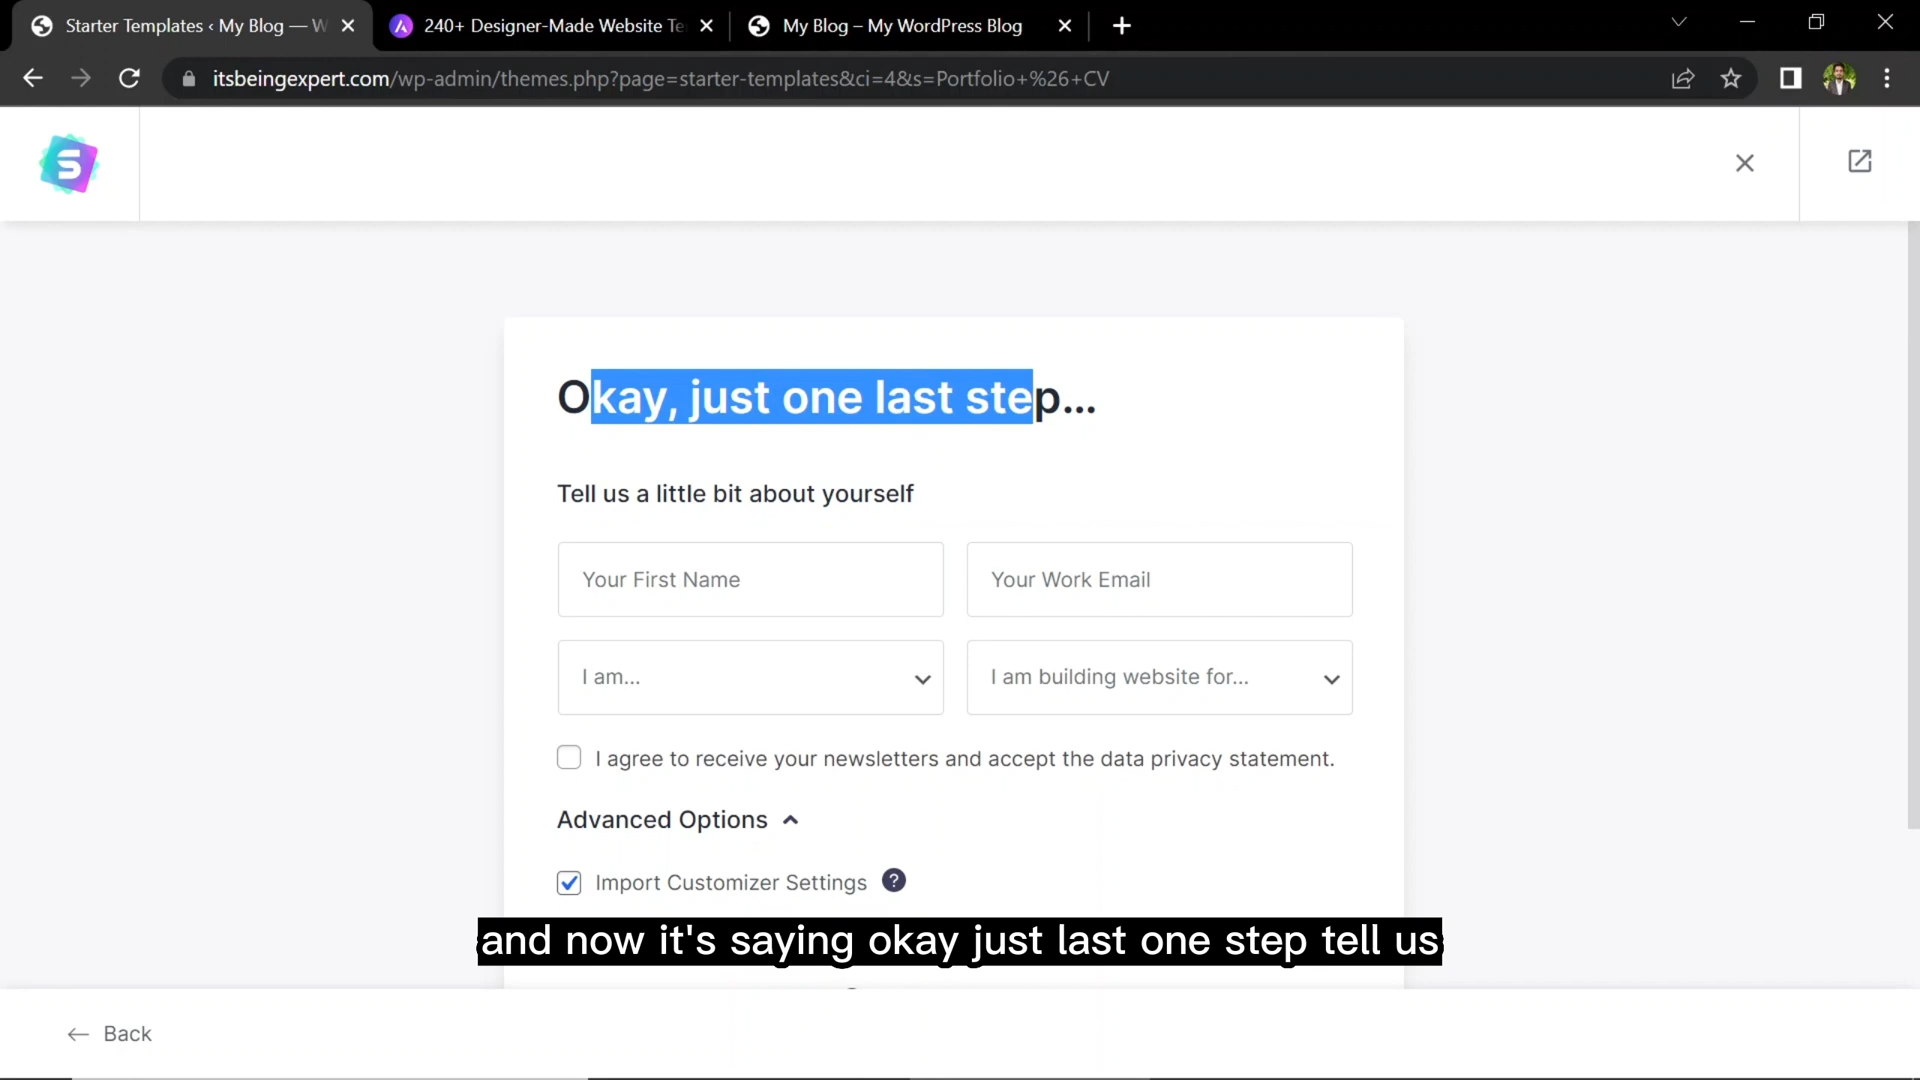 Starter Templates ‹ My Blog — W
240+ Designer-Made Website Te
My Blog – My WordPress Blog
itsbeingexpert.com/wp-admin/themes.php?page=starter-templates&ci=4&s=Portfolio+%26+CV
Okay, just one last step...
Tell us a little bit about yourself
Your First Name
Your Work Email
I am...
I am building website for...
I agree to receive your newsletters and accept the data privacy statement.
Advanced Options
Import Customizer Settings ?
and now it's saying okay just last one step tell us
← Back